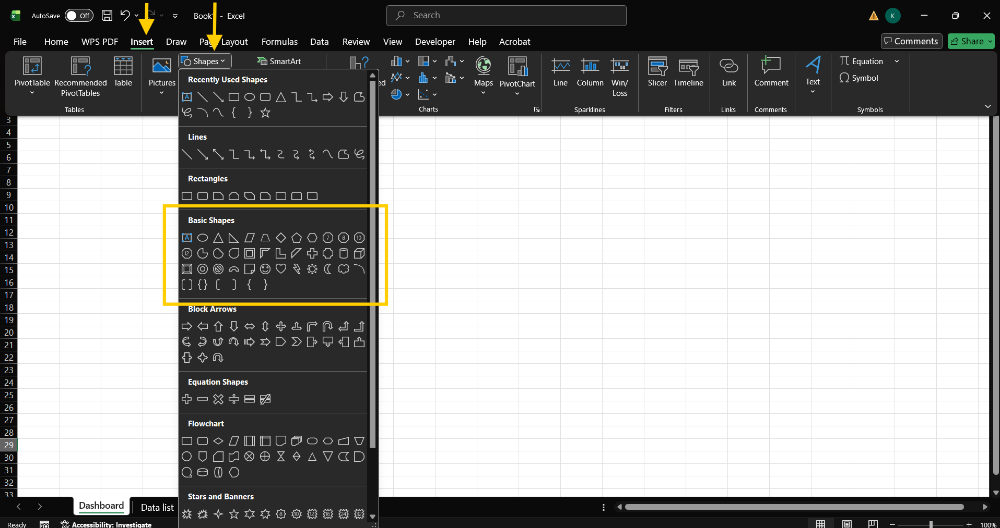 AutoSave Off Book1 - Excel Search K
File Home WPS PDF Insert Draw Page Layout Formulas Data Review View Developer Help Acrobat Comments Share
PivotTable
Recommended
PivotTables
Table
Tables
Pictures
Shapes
SmartArt
Maps
PivotChart
Charts
Line
Column
Win/
Loss
Sparklines
Slicer
Timeline
Filters
Link
Links
Comment
Comments
Text
Equation
Symbol
Symbols
Recently Used Shapes
A
Lines
Rectangles
Basic Shapes
A 7 8 10
12
Block Arrows
Equation Shapes
Flowchart
Stars and Banners
8 10 12 16 24 32
3
4
5
6
7
8
9
10
11
12
13
14
15
16
17
18
19
20
21
22
23
24
25
26
27
28
29
30
31
32
33
Dashboard Data list
Ready Accessibility: Investigate 100%